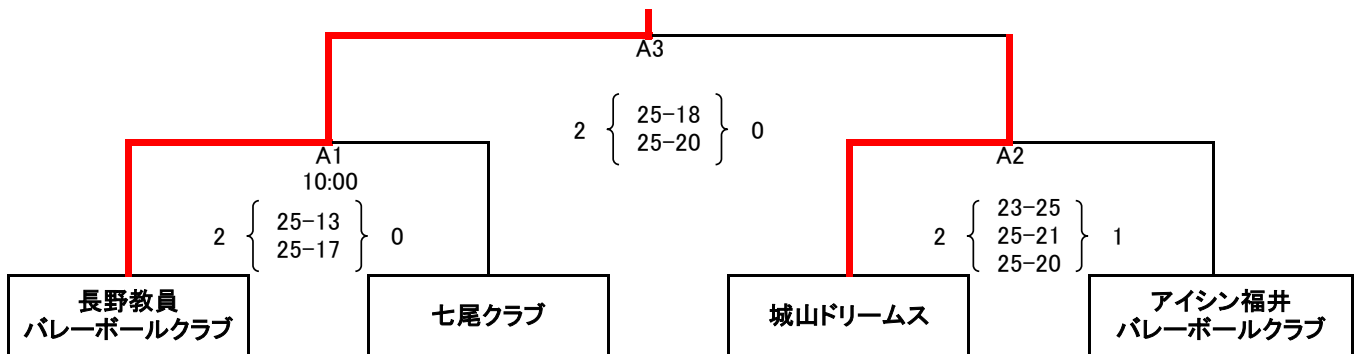 A3
2 { 25-18 } 0
25-20
A1
10:00
2 { 25-13 } 0
25-17
A2
23-25
2 { 25-21 } 1
25-20
長野教員
バレーボールクラブ
七尾クラブ
城山ドリームス
アイシン福井
バレーボールクラブ